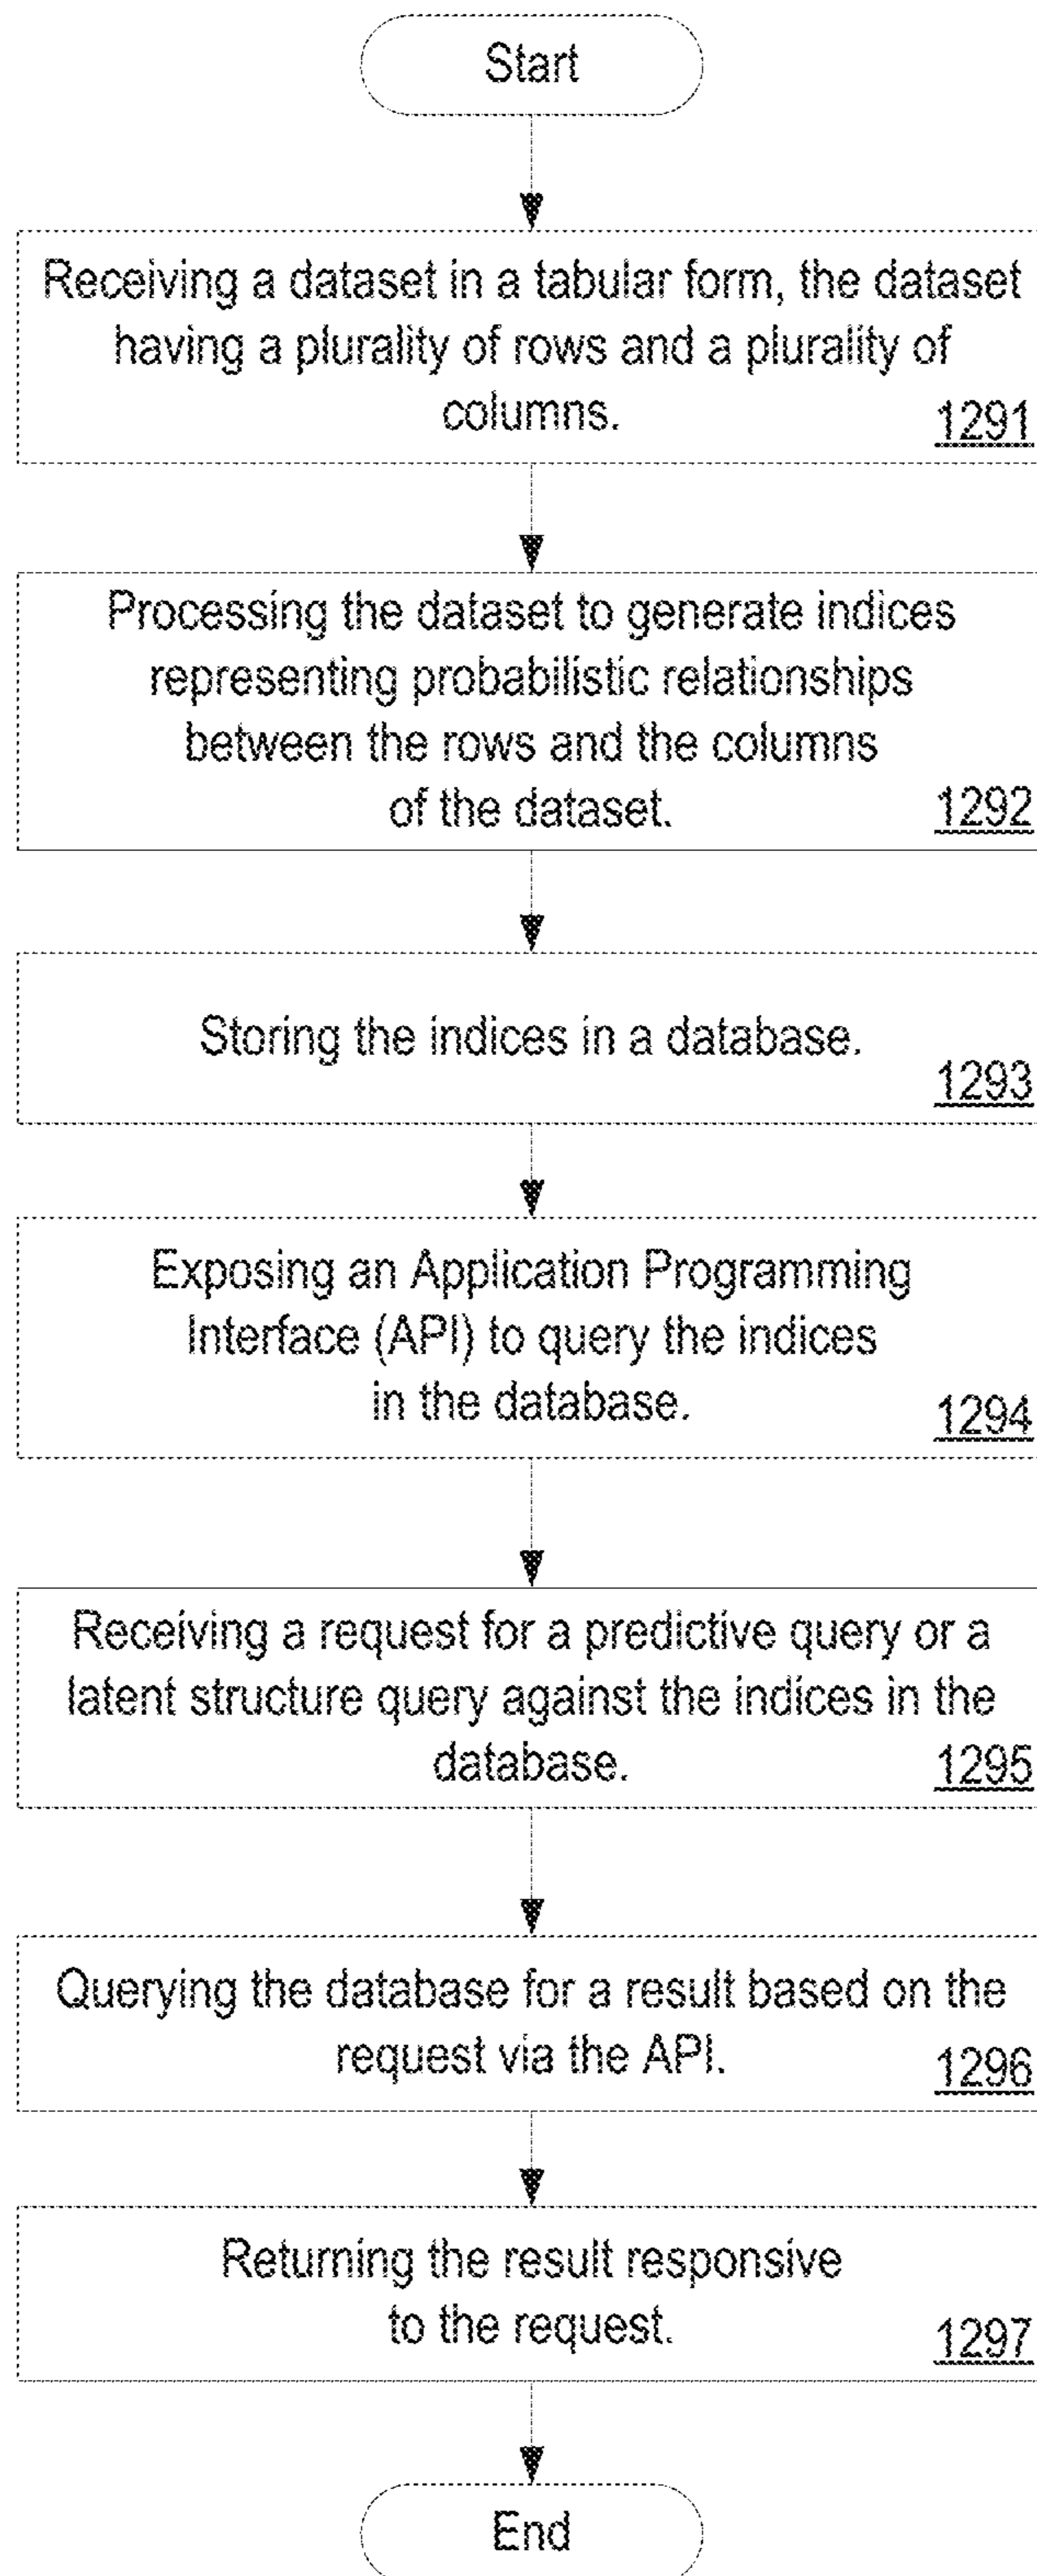 Start
Receiving a dataset in a tabular form, the dataset
having a plurality of rows and a plurality of
columns.
1291
Processing the dataset to generate indices
representing probabilistic relationships
between the rows and the columns
of the dataset.
1292
Storing the indices in a database.
1293
Exposing an Application Programming
Interface (API) to query the indices
in the database.
1294
Receiving a request for a predictive query or a
latent structure query against the indices in the
database.
1295
Querying the database for a result based on the
request via the API.
1296
Returning the result responsive
to the request.
1297
End